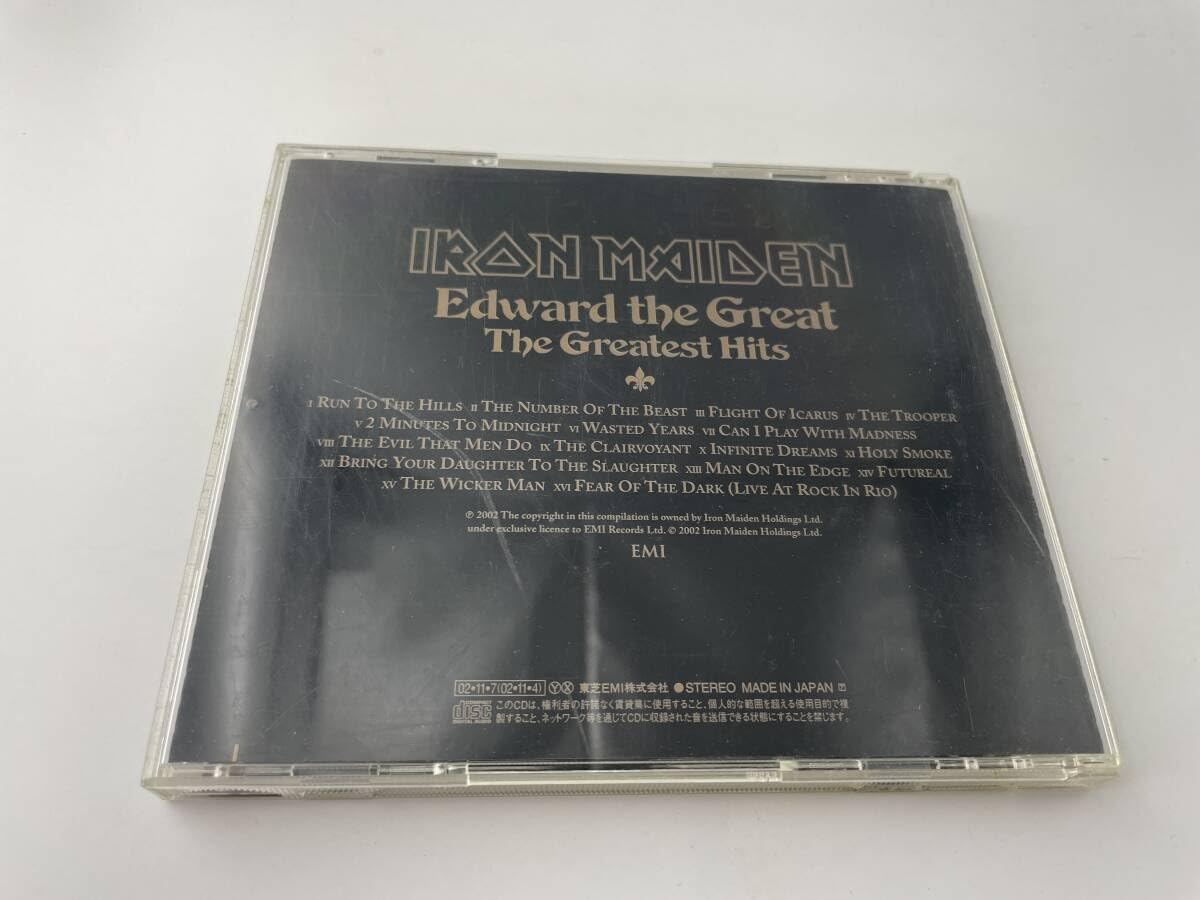 IRON MAIDEN
Edward the Great
The Greatest Hits
I RUN TO THE HILLS II THE NUMBER OF THE BEAST III FLIGHT OF ICARUS IV THE TROOPER
V 2 MINUTES TO MIDNIGHT VI WASTED YEARS VII CAN I PLAY WITH MADNESS
VIII THE EVIL THAT MEN DO IX THE CLAIRVOYANT X INFINITE DREAMS XI HOLY SMOKE
XII BRING YOUR DAUGHTER TO THE SLAUGHTER XIII MAN ON THE EDGE XIV FUTUREAL
XV THE WICKER MAN XVI FEAR OF THE DARK (LIVE AT ROCK IN RIO)
℗ 2002 The copyright in this compilation is owned by Iron Maiden Holdings Ltd.
under exclusive licence to EMI Records Ltd. © 2002 Iron Maiden Holdings Ltd.
EMI
02•11•7(02•11•4) Ⓨ Ⓧ 東芝EMI株式会社 ●STEREO MADE IN JAPAN
disc DIGITAL AUDIO
このCDは、権利者の許諾なく賃貸業に使用すること、個人的な範囲を超える使用目的で複
製すること、ネットワーク等を通じてCDに収録された音を送信できる状態にすることを禁じます。